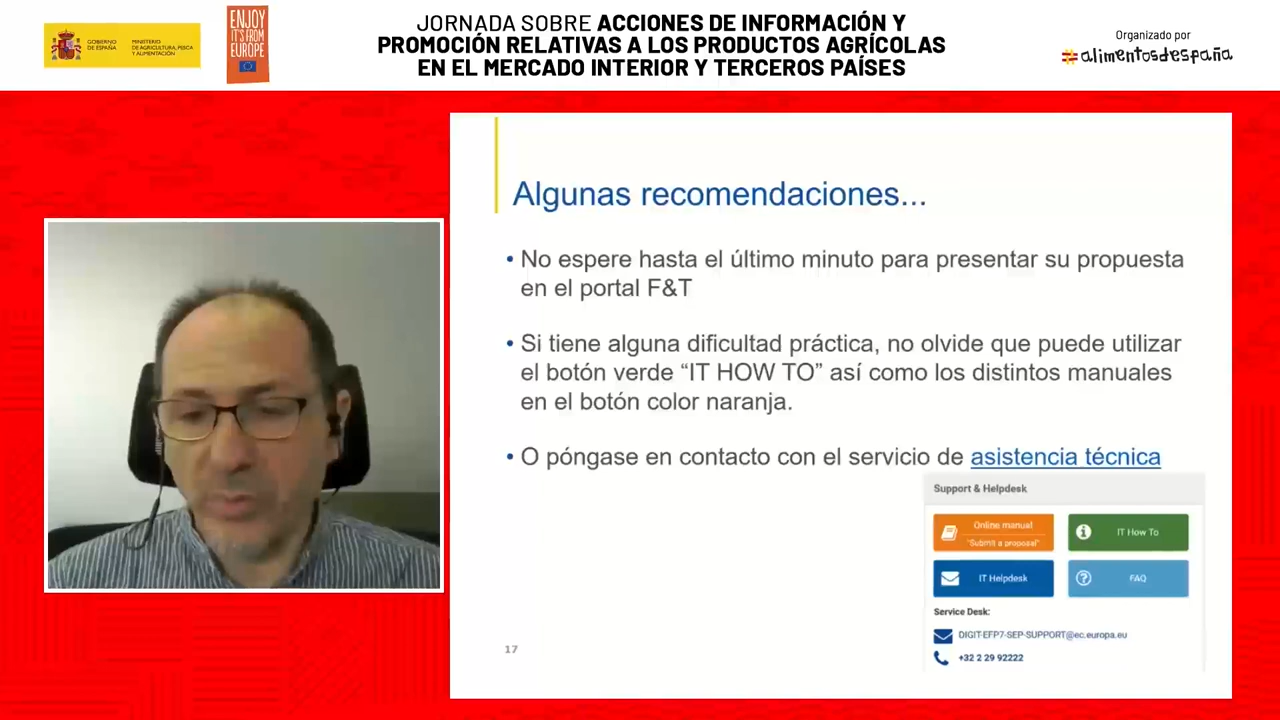 GOBIERNO
DE ESPAÑA
MINISTERIO
DE AGRICULTURA, PESCA
Y ALIMENTACIÓN
ENJOY
IT'S FROM
EUROPE
JORNADA SOBRE ACCIONES DE INFORMACIÓN Y
PROMOCIÓN RELATIVAS A LOS PRODUCTOS AGRÍCOLAS
EN EL MERCADO INTERIOR Y TERCEROS PAÍSES
Organizado por
#alimentosdespaña
Algunas recomendaciones...
• No espere hasta el último minuto para presentar su propuesta
en el portal F&T
• Si tiene alguna dificultad práctica, no olvide que puede utilizar
el botón verde “IT HOW TO” así como los distintos manuales
en el botón color naranja.
• O póngase en contacto con el servicio de asistencia técnica
Support & Helpdesk
Online manual
"Submit a proposal"
IT How To
IT Helpdesk
FAQ
Service Desk:
DIGIT-EFP7-SEP-SUPPORT@ec.europa.eu
+32 2 29 92222
17